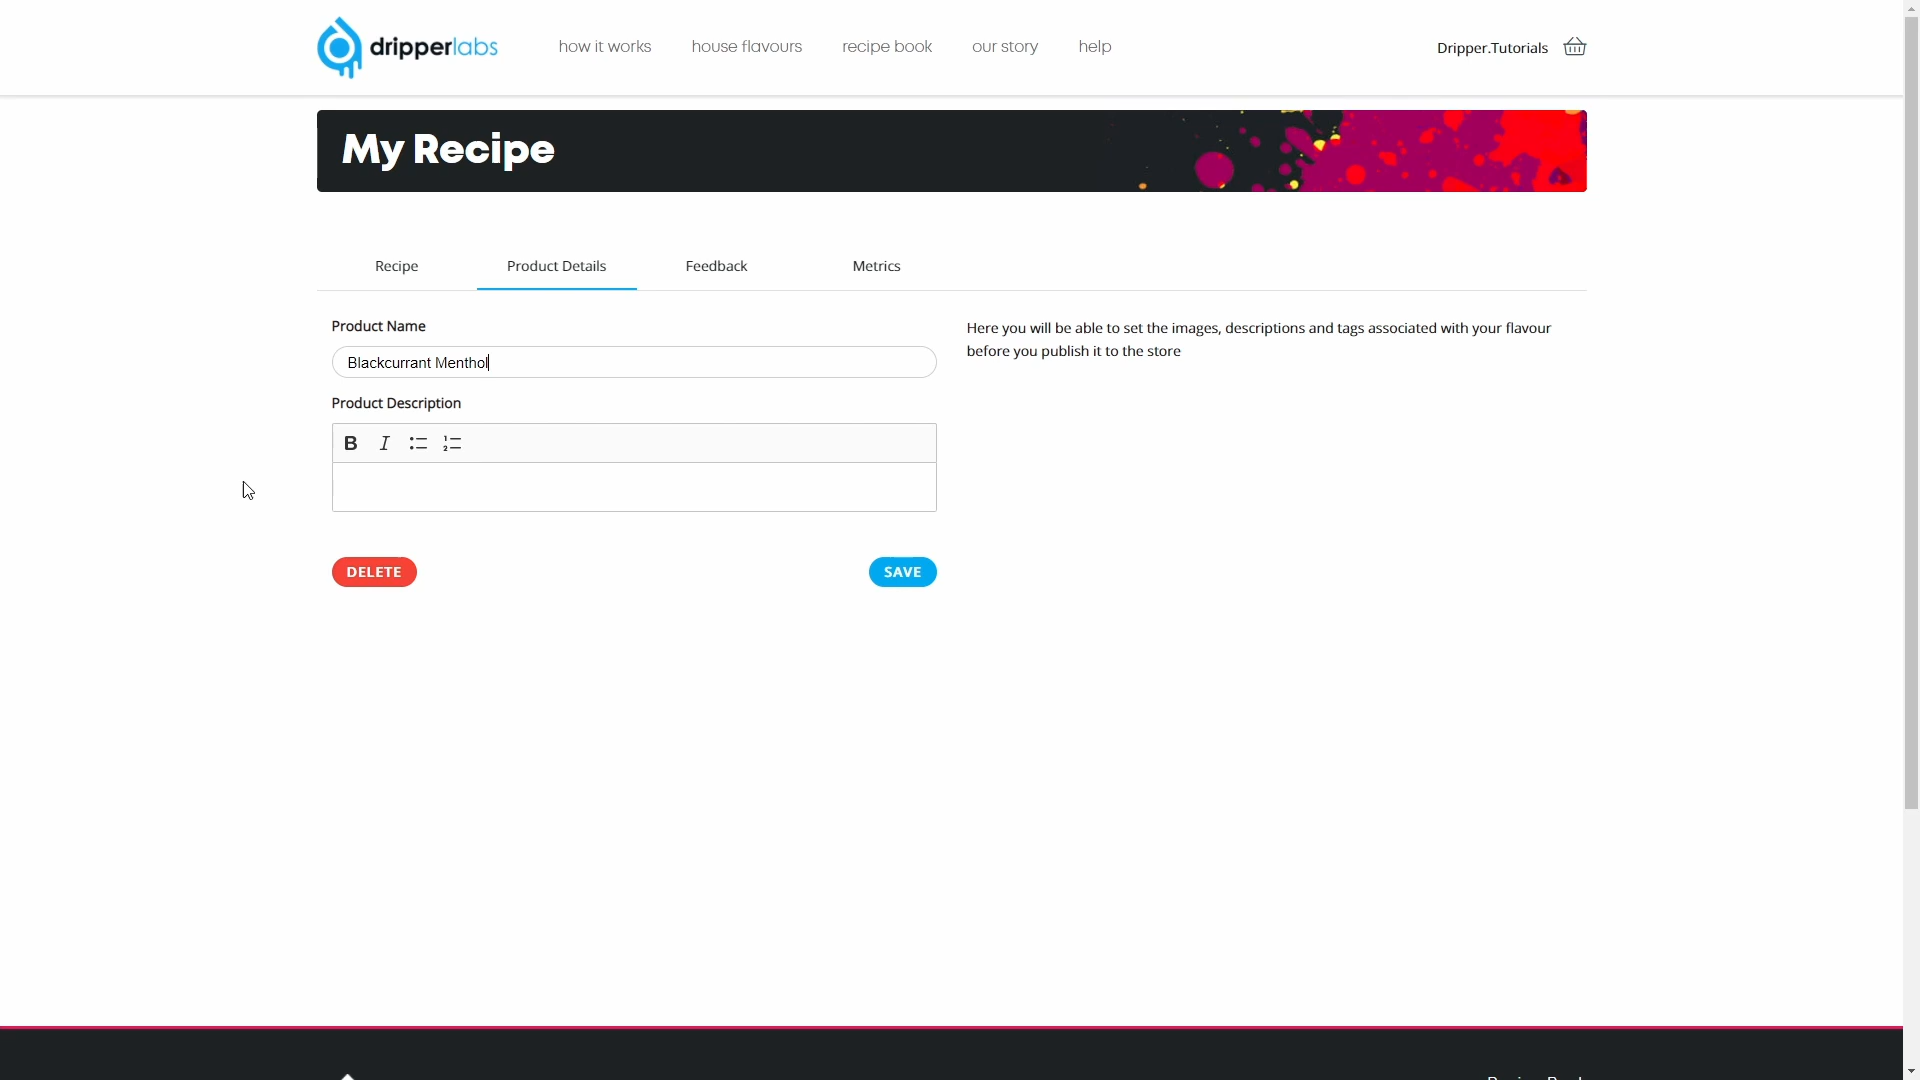 dripperlabs
how it works
house flavours
recipe book
our story
help
Dripper.Tutorials
My Recipe
Recipe
Product Details
Feedback
Metrics
Product Name
Blackcurrant Menthol
Product Description
Here you will be able to set the images, descriptions and tags associated with your flavour
before you publish it to the store
B I
DELETE
SAVE